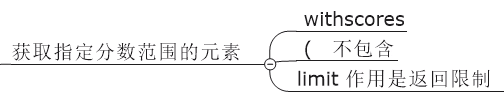 获取指定分数范围的元素
withscores
( 不包含
limit 作用是返回限制